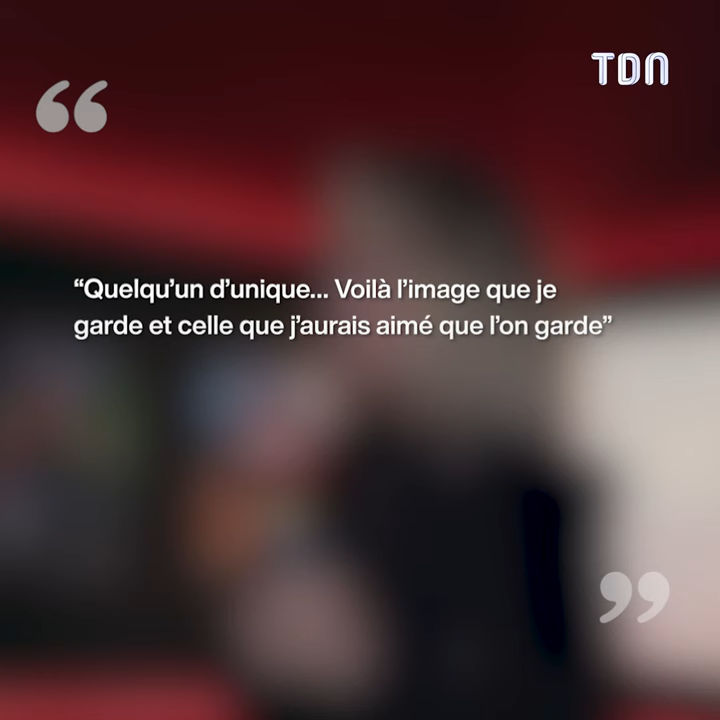 TDN
“Quelqu’un d’unique... Voilà l’image que je
garde et celle que j’aurais aimé que l’on garde”